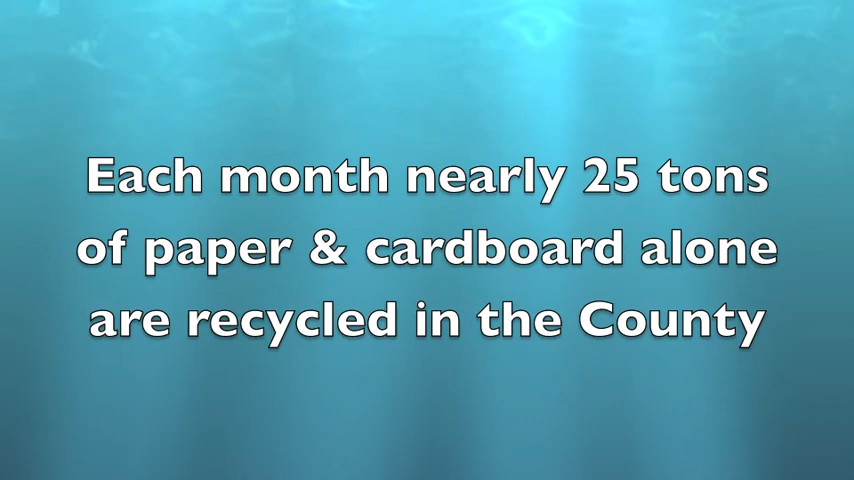 Each month nearly 25 tons
of paper & cardboard alone
are recycled in the County